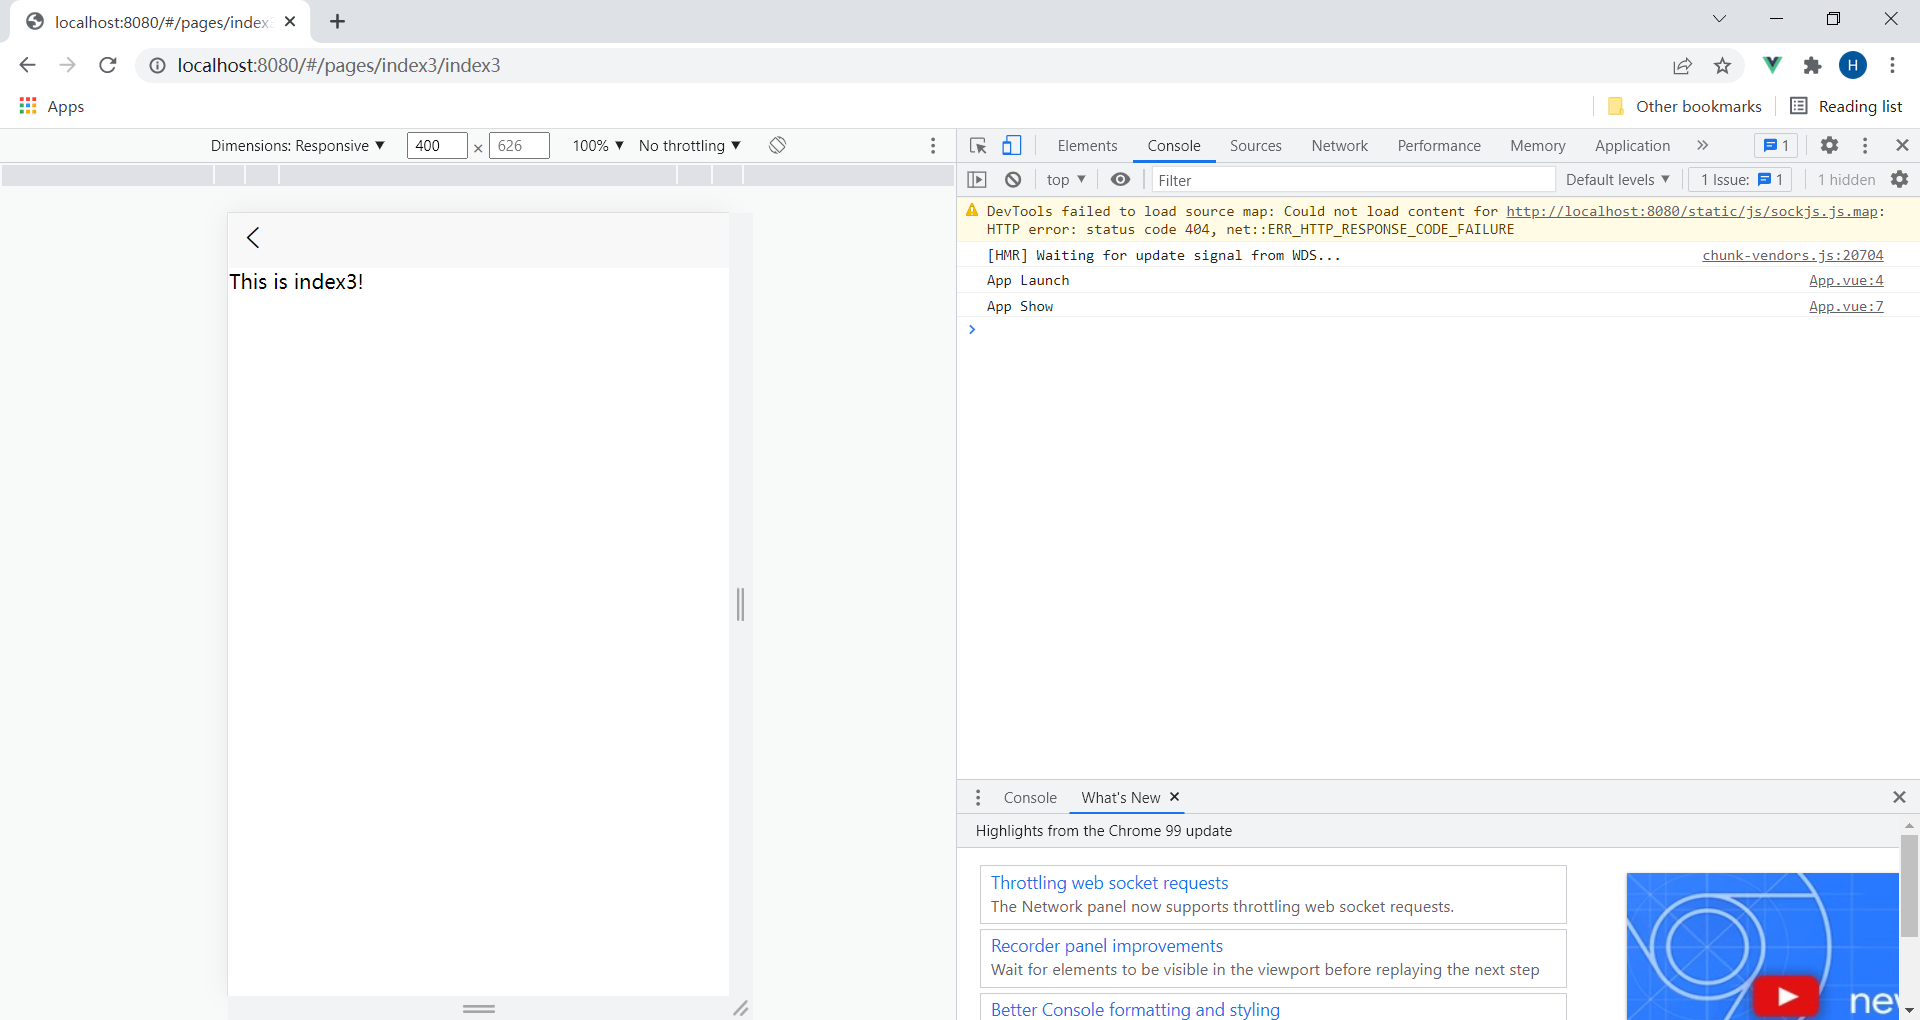 localhost:8080/#/pages/index3
localhost:8080/#/pages/index3/index3
H
Apps
Other bookmarks
Reading list
Dimensions: Responsive
400
×
626
100%
No throttling
Elements
Console
Sources
Network
Performance
Memory
Application
1
top
Filter
Default levels
1 Issue:
1
1 hidden
This is index3!
DevTools failed to load source map: Could not load content for http://localhost:8080/static/js/sockjs.js.map:
HTTP error: status code 404, net::ERR_HTTP_RESPONSE_CODE_FAILURE
[HMR] Waiting for update signal from WDS...
chunk-vendors.js:20704
App Launch
App.vue:4
App Show
App.vue:7
Console
What's New
Highlights from the Chrome 99 update
Throttling web socket requests
The Network panel now supports throttling web socket requests.
Recorder panel improvements
Wait for elements to be visible in the viewport before replaying the next step
Better Console formatting and styling